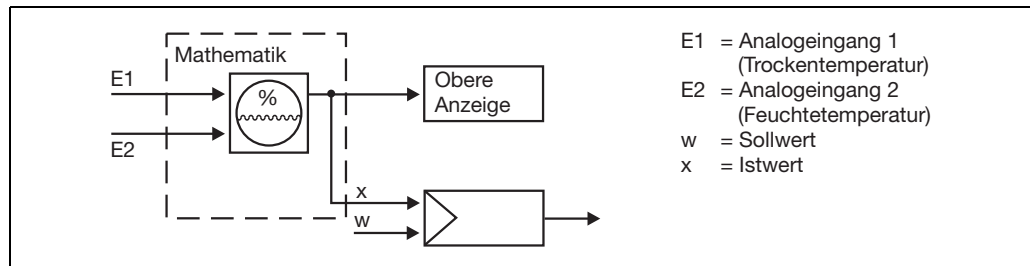 Mathematik
E1
E2
%
Obere
Anzeige
x
w
E1 = Analogeingang 1
(Trockentemperatur)
E2 = Analogeingang 2
(Feuchtetemperatur)
w = Sollwert
x = Istwert